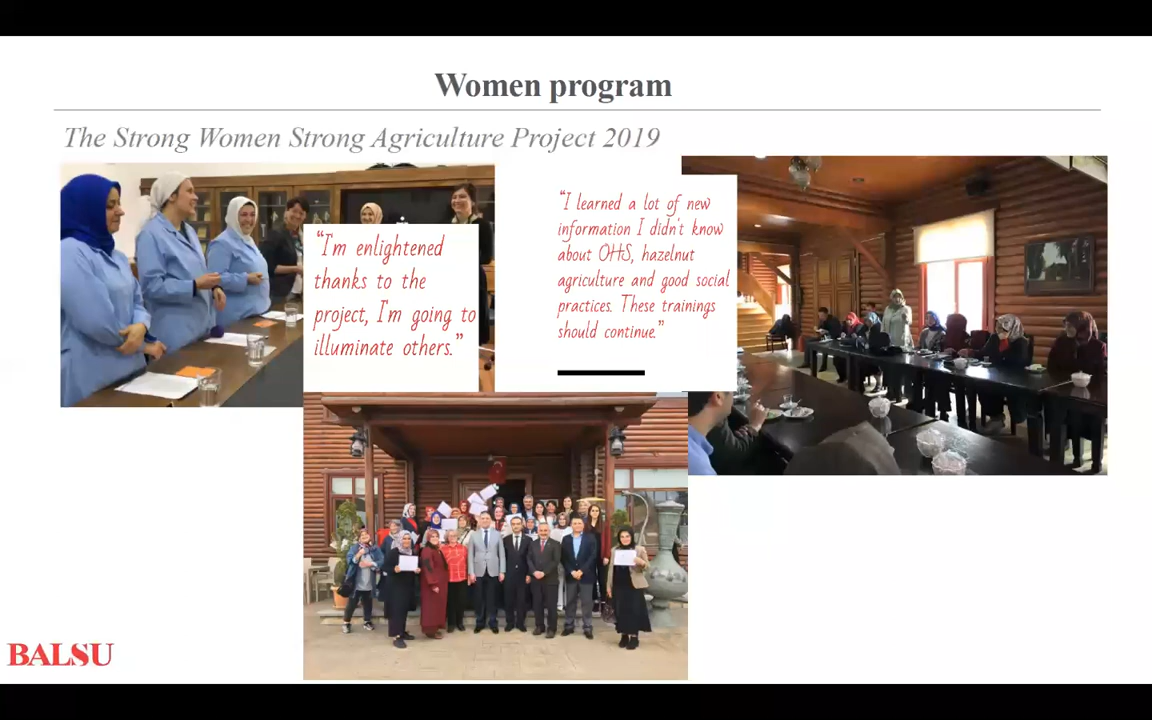 Women program
The Strong Women Strong Agriculture Project 2019
“I'm enlightened
thanks to the
project, I'm going to
illuminate others.”
“I learned a lot of new
information I didn't know
about OHS, hazelnut
agriculture and good social
practices. These trainings
should continue.”
BALSU